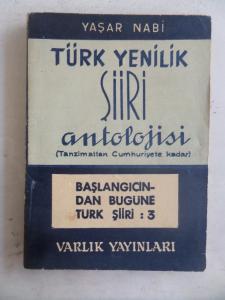 YAŞAR NABİ
TÜRK YENİLİK
ŞİİRİ
antolojisi
(Tanzimattan Cumhuriyete kadar)
BAŞLANGICIN-
DAN BUGÜNE
TÜRK ŞİİRİ : 3
VARLIK YAYINLARI